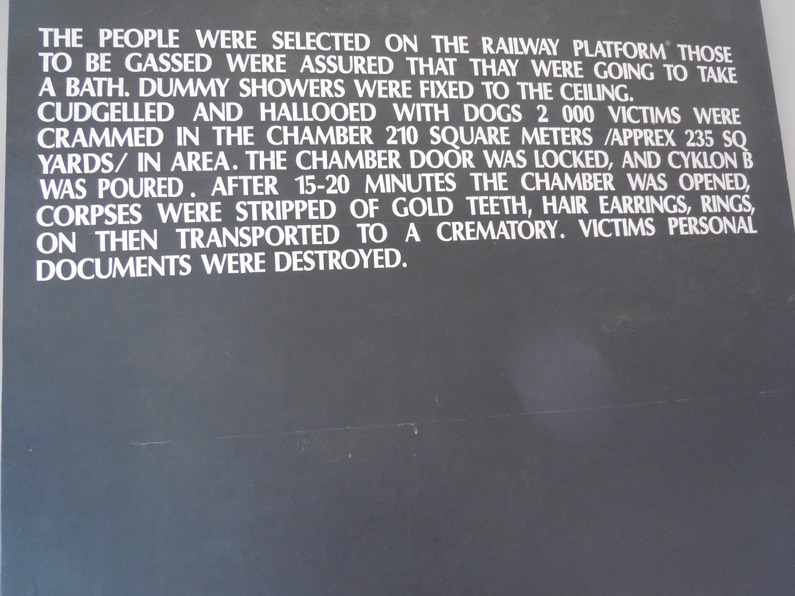 THE PEOPLE WERE SELECTED ON THE RAILWAY PLATFORM THOSE
TO BE GASSED WERE ASSURED THAT THAY WERE GOING TO TAKE
A BATH. DUMMY SHOWERS WERE FIXED TO THE CEILING.
CUDGELLED AND HALLOOED WITH DOGS 2 000 VICTIMS WERE
CRAMMED IN THE CHAMBER 210 SQUARE METERS /APPREX 235 SQ
YARDS/ IN AREA. THE CHAMBER DOOR WAS LOCKED, AND CYKLON B
WAS POURED. AFTER 15-20 MINUTES THE CHAMBER WAS OPENED,
CORPSES WERE STRIPPED OF GOLD TEETH, HAIR EARRINGS, RINGS,
ON THEN TRANSPORTED TO A CREMATORY. VICTIMS PERSONAL
DOCUMENTS WERE DESTROYED.